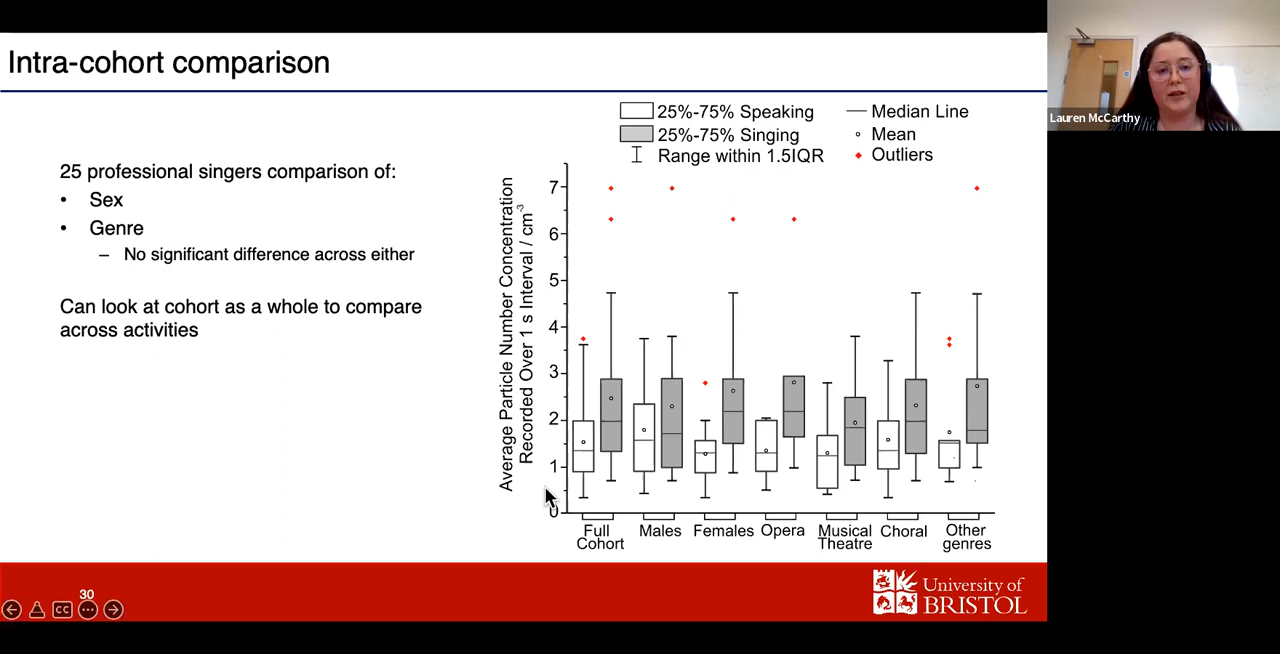 Intra-cohort comparison
Lauren McCarthy
25 professional singers comparison of:
• Sex
• Genre
– No significant difference across either
Can look at cohort as a whole to compare
across activities
25%-75% Speaking
25%-75% Singing
Range within 1.5IQR
Median Line
Mean
Outliers
Average Particle Number Concentration
Recorded Over 1 s Interval / cm⁻³
7
6
5
4
3
2
1
0
Full
Cohort
Males
Females
Opera
Musical
Theatre
Choral
Other
genres
30
CC
University of
BRISTOL